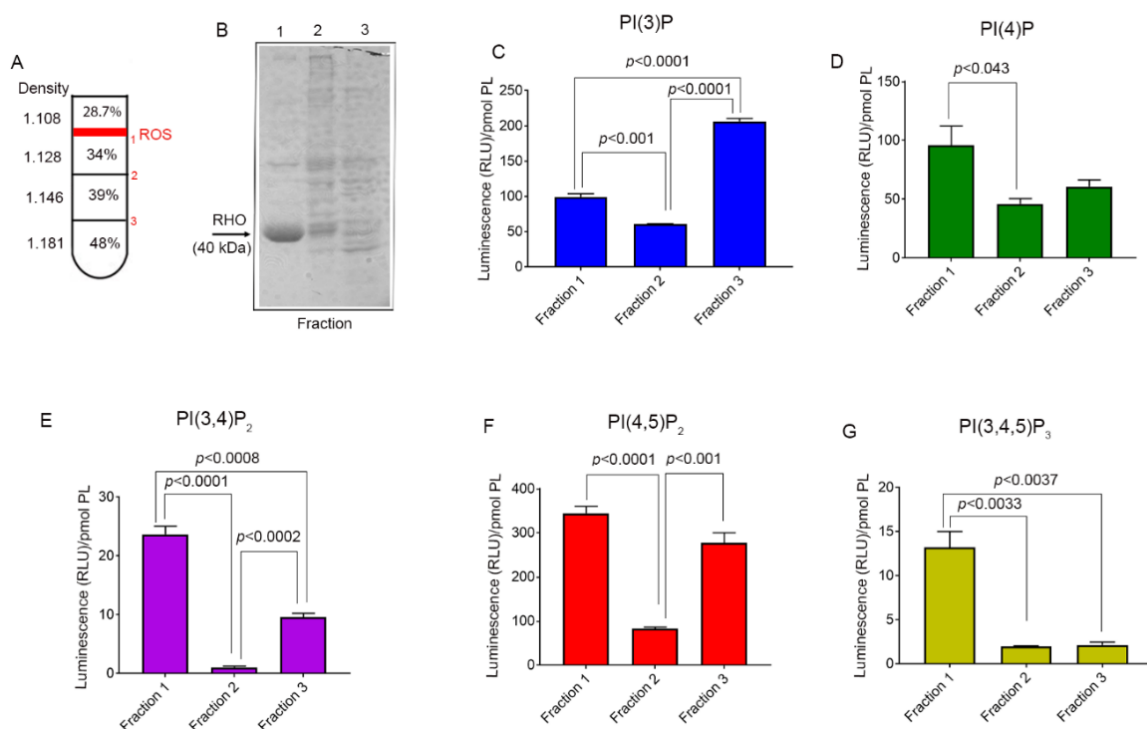 A
Density
1.108
28.7%
1 ROS
1.128
34%
2
1.146
39%
3
1.181
48%
B
1 2 3
RHO
(40 kDa)
Fraction
C
PI(3)P
p<0.0001
p<0.0001
p<0.001
Luminescence (RLU)/pmol PL
250
200
150
100
50
0
Fraction 1
Fraction 2
Fraction 3
D
PI(4)P
p<0.043
Luminescence (RLU)/pmol PL
150
100
50
0
Fraction 1
Fraction 2
Fraction 3
E
PI(3,4)P₂
p<0.0008
p<0.0001
p<0.0002
Luminescence (RLU)/pmol PL
30
20
10
0
Fraction 1
Fraction 2
Fraction 3
F
PI(4,5)P₂
p<0.0001
p<0.001
Luminescence (RLU)/pmol PL
400
300
200
100
0
Fraction 1
Fraction 2
Fraction 3
G
PI(3,4,5)P₃
p<0.0037
p<0.0033
Luminescence (RLU)/pmol PL
20
15
10
5
0
Fraction 1
Fraction 2
Fraction 3